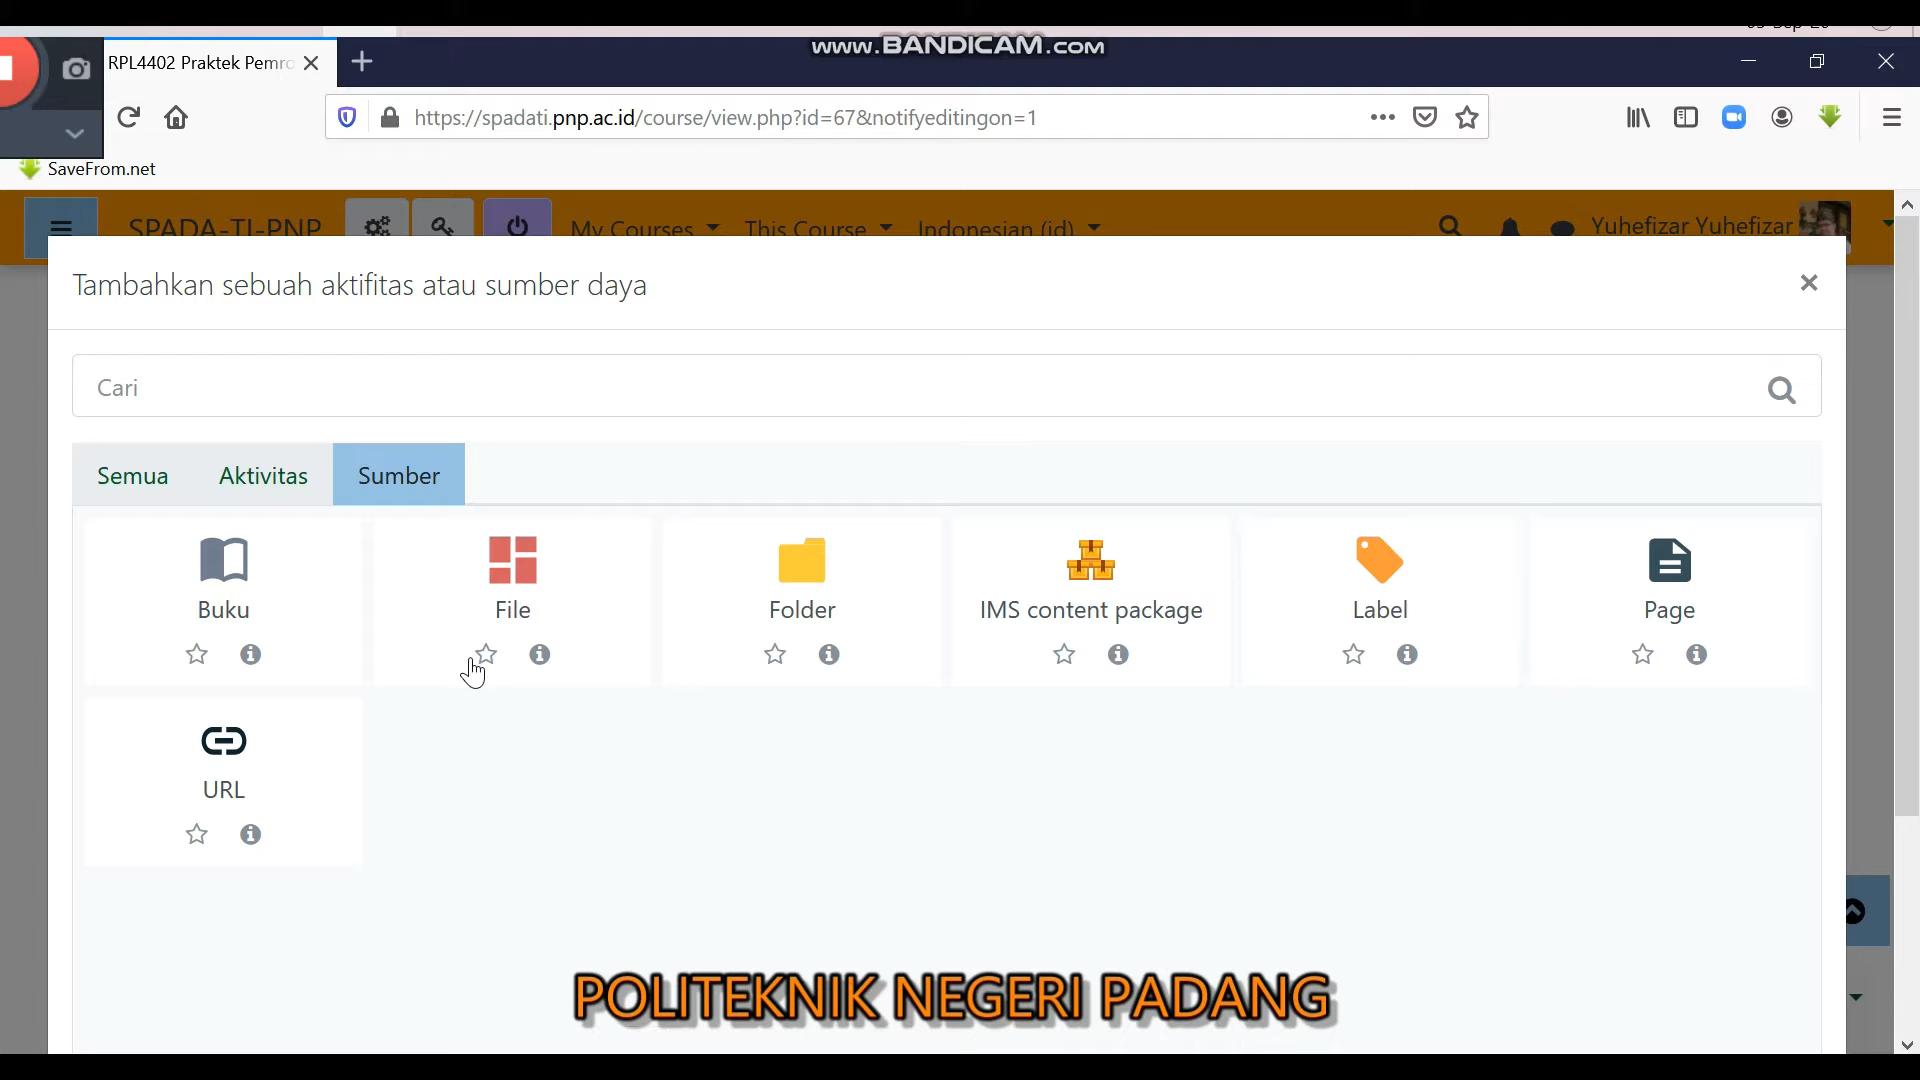 www.BANDICAM.com
RPL4402 Praktek Pemro
https://spadati.pnp.ac.id/course/view.php?id=67&notifyeditingon=1
SaveFrom.net
SPADA-TI-PNP My Courses This Course Indonesian (id) Yuhefizar Yuhefizar
Tambahkan sebuah aktifitas atau sumber daya
Cari
Semua Aktivitas Sumber
Buku File Folder IMS content package Label Page
URL
POLITEKNIK NEGERI PADANG